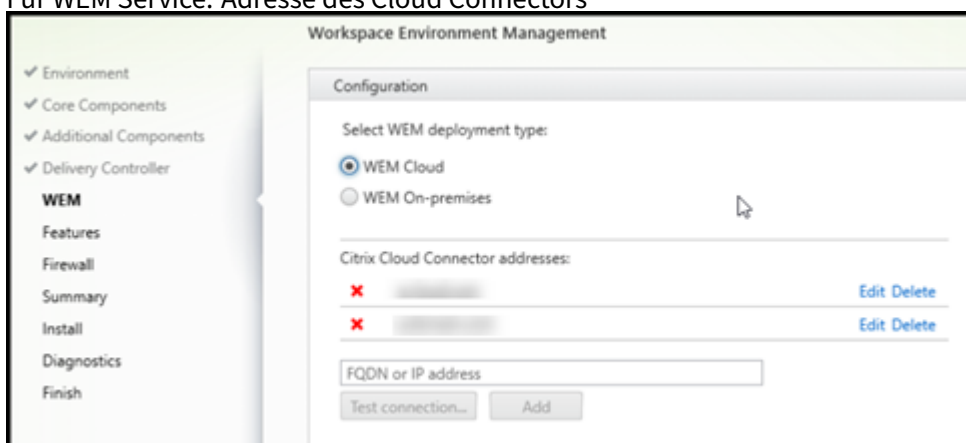 Für WEM Service: Adresse des Cloud Connectors
Workspace Environment Management
Environment
Core Components
Additional Components
Delivery Controller
WEM
Features
Firewall
Summary
Install
Diagnostics
Finish
Configuration
Select WEM deployment type:
WEM Cloud
WEM On-premises
Citrix Cloud Connector addresses:
Edit Delete
Edit Delete
FQDN or IP address
Test connection... Add